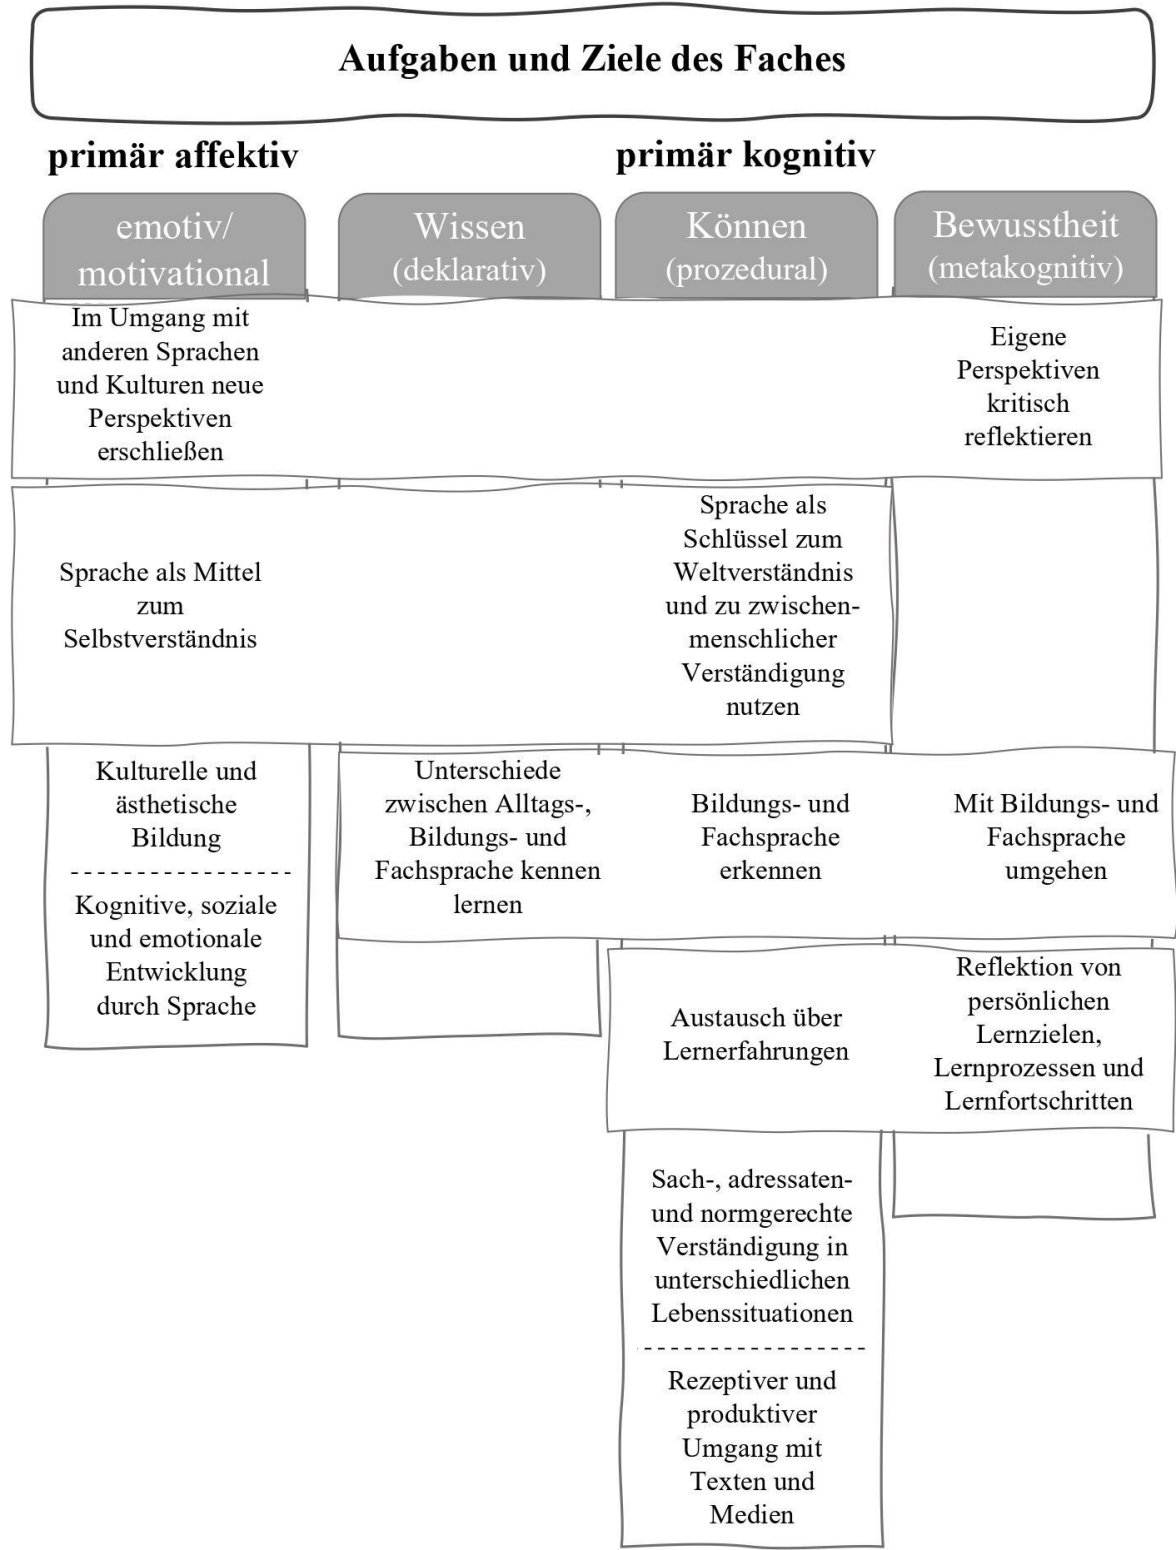 Aufgaben und Ziele des Faches
primär affektiv
primär kognitiv
emotiv/
motivational
Wissen
(deklarativ)
Können
(prozedural)
Bewusstheit
(metakognitiv)
Im Umgang mit
anderen Sprachen
und Kulturen neue
Perspektiven
erschließen
Eigene
Perspektiven
kritisch
reflektieren
Sprache als Mittel
zum
Selbstverständnis
Sprache als
Schlüssel zum
Weltverständnis
und zu zwischen-
menschlicher
Verständigung
nutzen
Kulturelle und
ästhetische
Bildung
Kognitive, soziale
und emotionale
Entwicklung
durch Sprache
Unterschiede
zwischen Alltags-,
Bildungs- und
Fachsprache kennen
lernen
Bildungs- und
Fachsprache
erkennen
Mit Bildungs- und
Fachsprache
umgehen
Austausch über
Lernerfahrungen
Reflektion von
persönlichen
Lernzielen,
Lernprozessen und
Lernfortschritten
Sach-, adressaten-
und normgerechte
Verständigung in
unterschiedlichen
Lebenssituationen
Rezeptiver und
produktiver
Umgang mit
Texten und
Medien